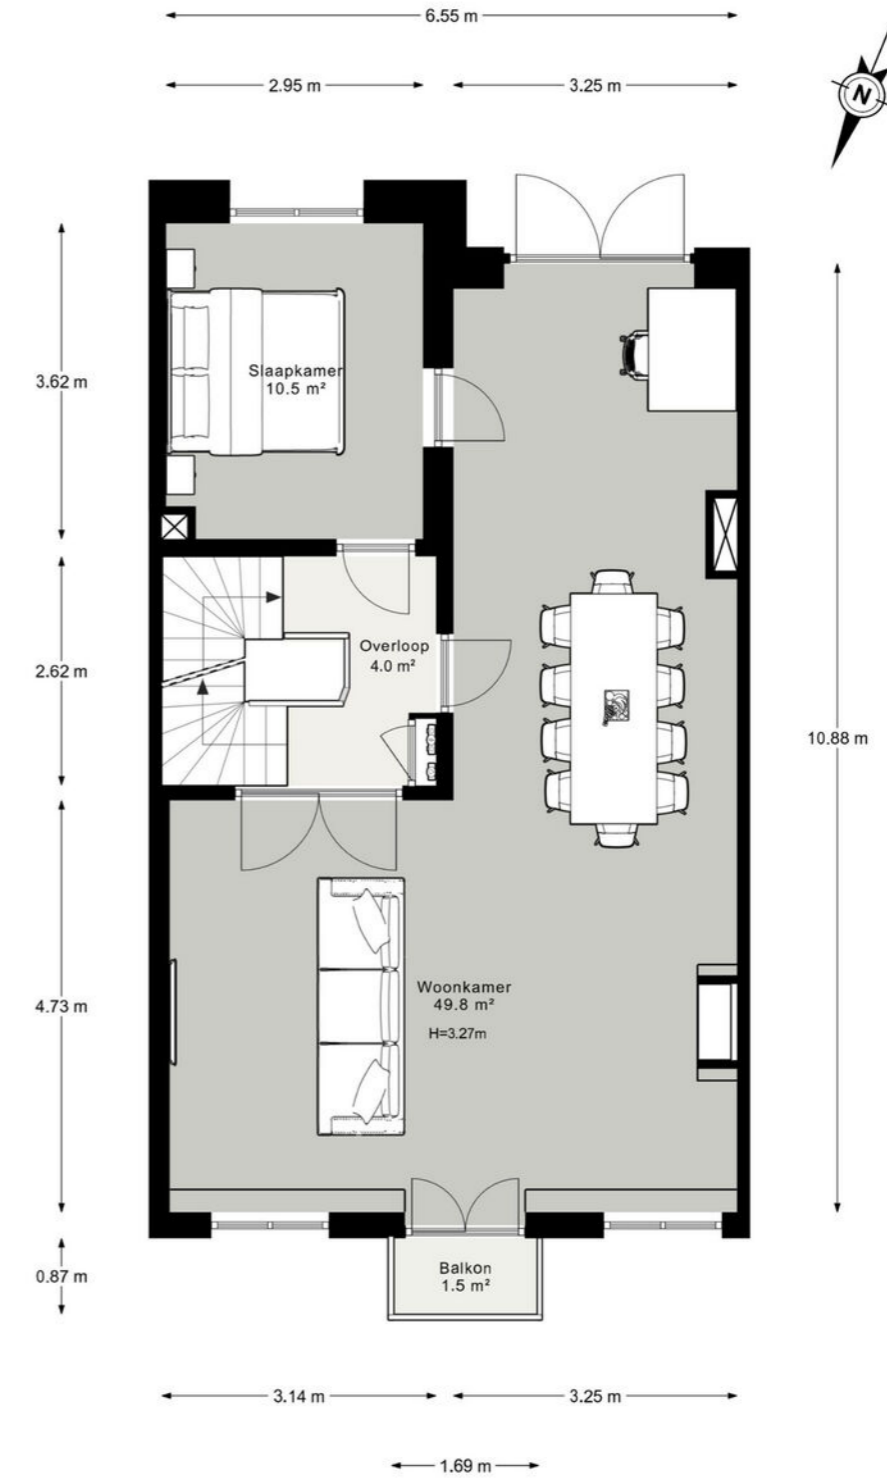 6.55 m
2.95 m
3.25 m
N
3.62 m
Slaapkamer
10.5 m²
Overloop
4.0 m²
2.62 m
10.88 m
4.73 m
Woonkamer
49.8 m²
H=3.27m
Balkon
1.5 m²
0.87 m
3.14 m
3.25 m
1.69 m